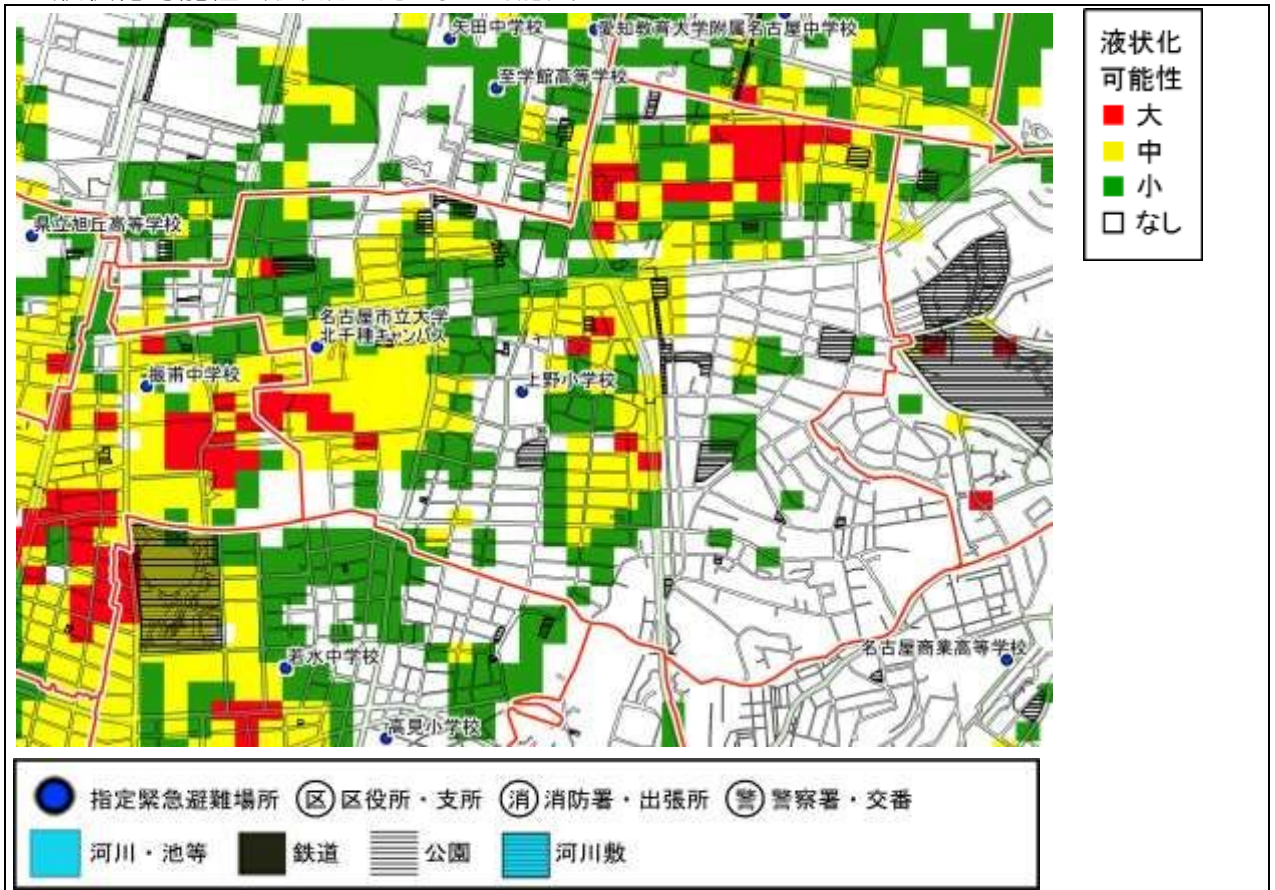 矢田中学校
愛知教育大学附属名古屋中学校
至学館高等学校
県立旭丘高等学校
名古屋市立大学
北千種キャンパス
振甫中学校
上野小学校
若水中学校
名古屋商業高等学校
高見小学校
液状化
可能性
大
中
小
なし
指定緊急避難場所 区 区役所・支所 消 消防署・出張所 警 警察署・交番
河川・池等 鉄道 公園 河川敷